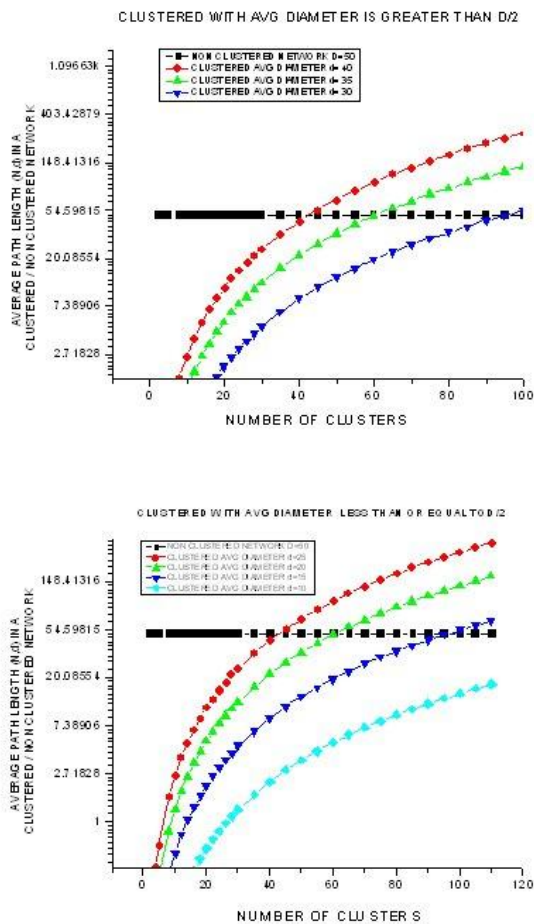 CLUSTERED WITH AVG DIAMETER IS GREATER THAN D/2
NON CLUSTERED NETWORK D=50
CLUSTERED AVG DIAMETER d=40
CLUSTERED AVG DIAMETER d=35
CLUSTERED AVG DIAMETER d=30
1.09663K
403.42879
148.41316
54.59815
20.08554
7.38906
2.71828
AVERAGE PATH LENGTH (N,d) IN A
CLUSTERED / NON CLUSTERED NETWORK
0 20 40 60 80 100
NUMBER OF CLUSTERS
CLUSTERED WITH AVG DIAMETER LESS THAN OR EQUAL TO D/2
NON CLUSTERED NETWORK D=50
CLUSTERED AVG DIAMETER d=25
CLUSTERED AVG DIAMETER d=20
CLUSTERED AVG DIAMETER d=15
CLUSTERED AVG DIAMETER d=10
148.41316
54.59815
20.08554
7.38906
2.71828
1
AVERAGE PATH LENGTH (N,d) IN A
CLUSTERED / NON CLUSTERED NETWORK
0 20 40 60 80 100 120
NUMBER OF CLUSTERS